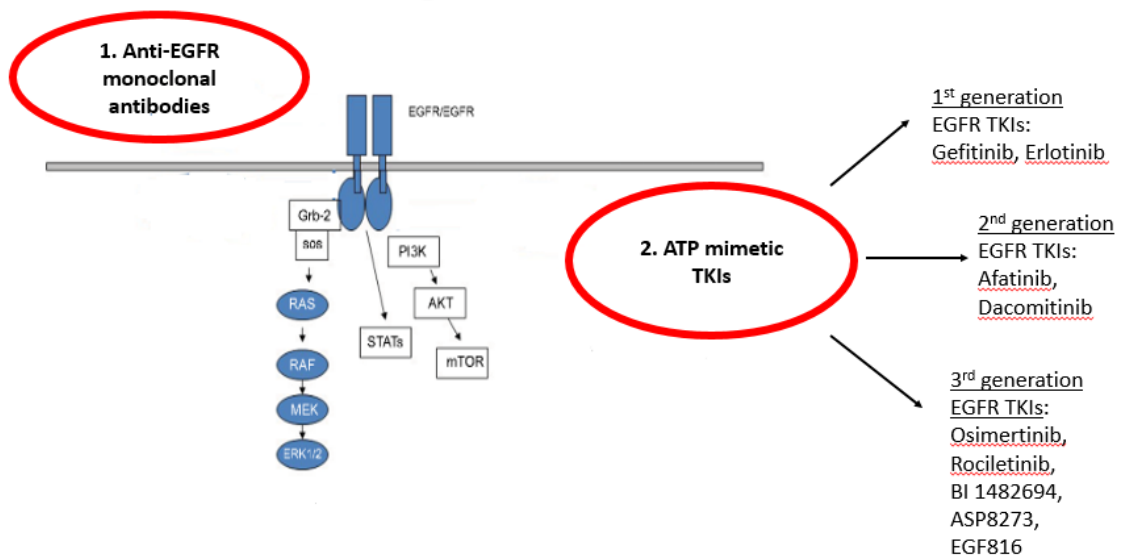 1. Anti-EGFR
monoclonal
antibodies
EGFR/EGFR
Grb-2
sos
PI3K
RAS
AKT
STATs
mTOR
RAF
MEK
ERK1/2
2. ATP mimetic
TKIs
1st generation
EGFR TKIs:
Gefitinib, Erlotinib
2nd generation
EGFR TKIs:
Afatinib,
Dacomitinib
3rd generation
EGFR TKIs:
Osimertinib,
Rociletinib,
BI 1482694,
ASP8273,
EGF816